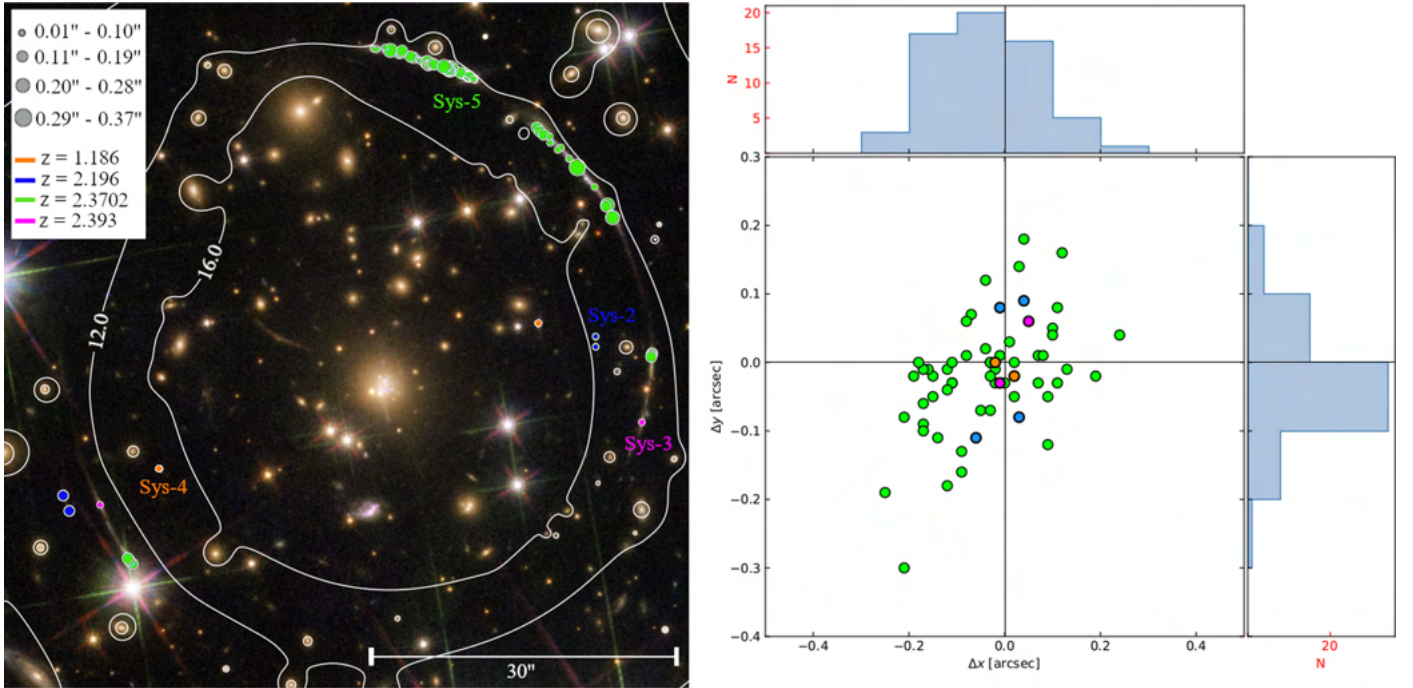 0.01" - 0.10"
0.11" - 0.19"
0.20" - 0.28"
0.29" - 0.37"
z = 1.186
z = 2.196
z = 2.3702
z = 2.393
Sys-5
16.0
12.0
Sys-2
Sys-3
Sys-4
30"
20
15
10
5
N
0.3
0.2
0.1
0.0
−0.1
−0.2
−0.3
−0.4
Δy [arcsec]
−0.4
−0.2
0.0
0.2
0.4
Δx [arcsec]
20
N